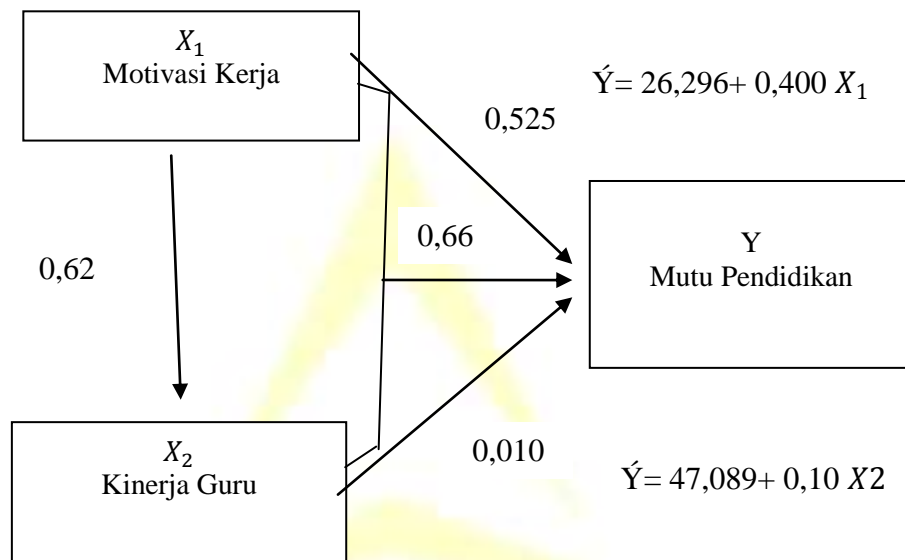 𝑋₁
Motivasi Kerja
Ý= 26,296+ 0,400 𝑋₁
0,525
0,66
Y
Mutu Pendidikan
0,62
𝑋₂
Kinerja Guru
0,010
Ý= 47,089+ 0,10 𝑋2